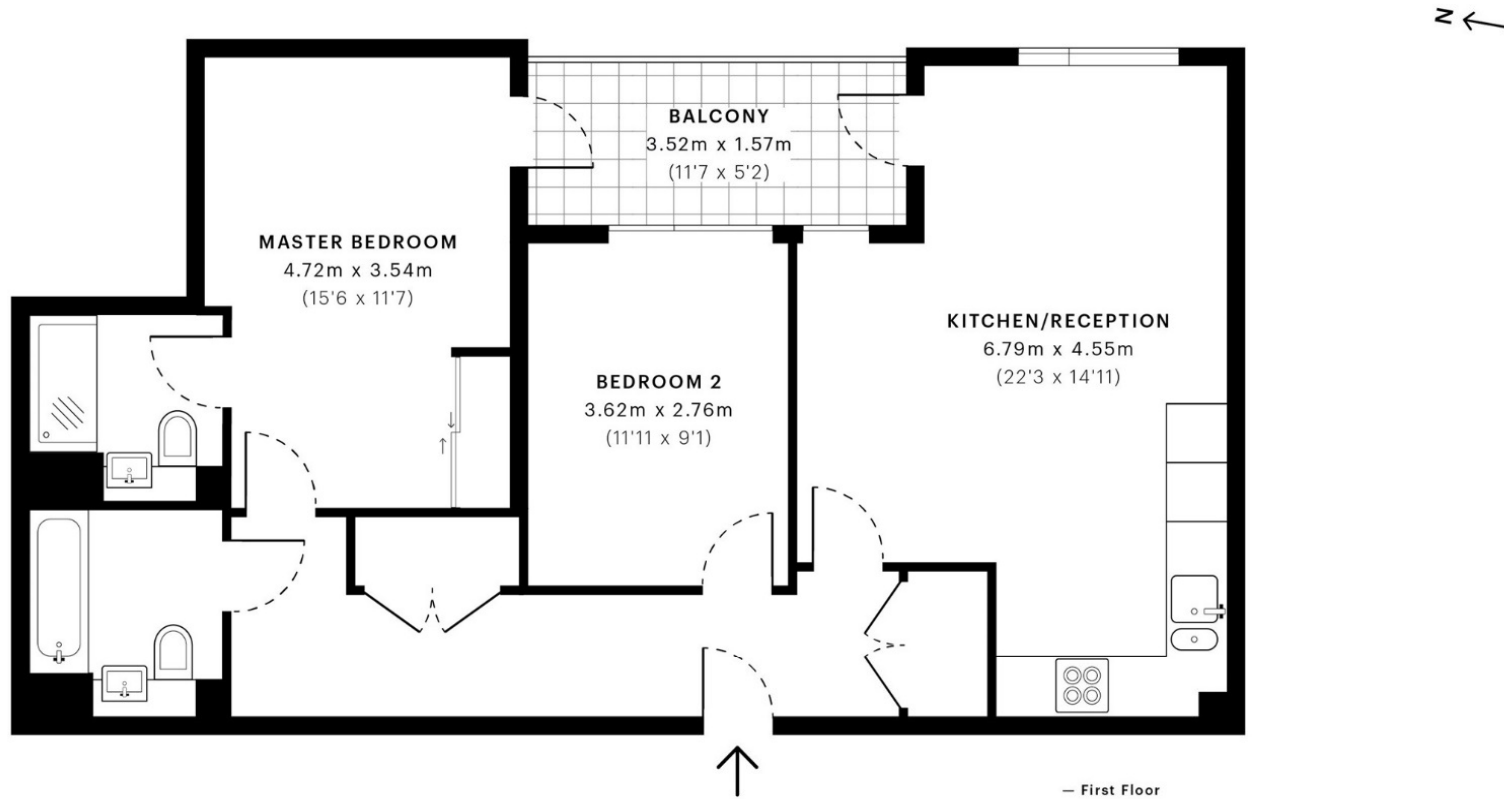 N
BALCONY
3.52m x 1.57m
(11'7 x 5'2)
MASTER BEDROOM
4.72m x 3.54m
(15'6 x 11'7)
KITCHEN/RECEPTION
6.79m x 4.55m
(22'3 x 14'11)
BEDROOM 2
3.62m x 2.76m
(11'11 x 9'1)
— First Floor